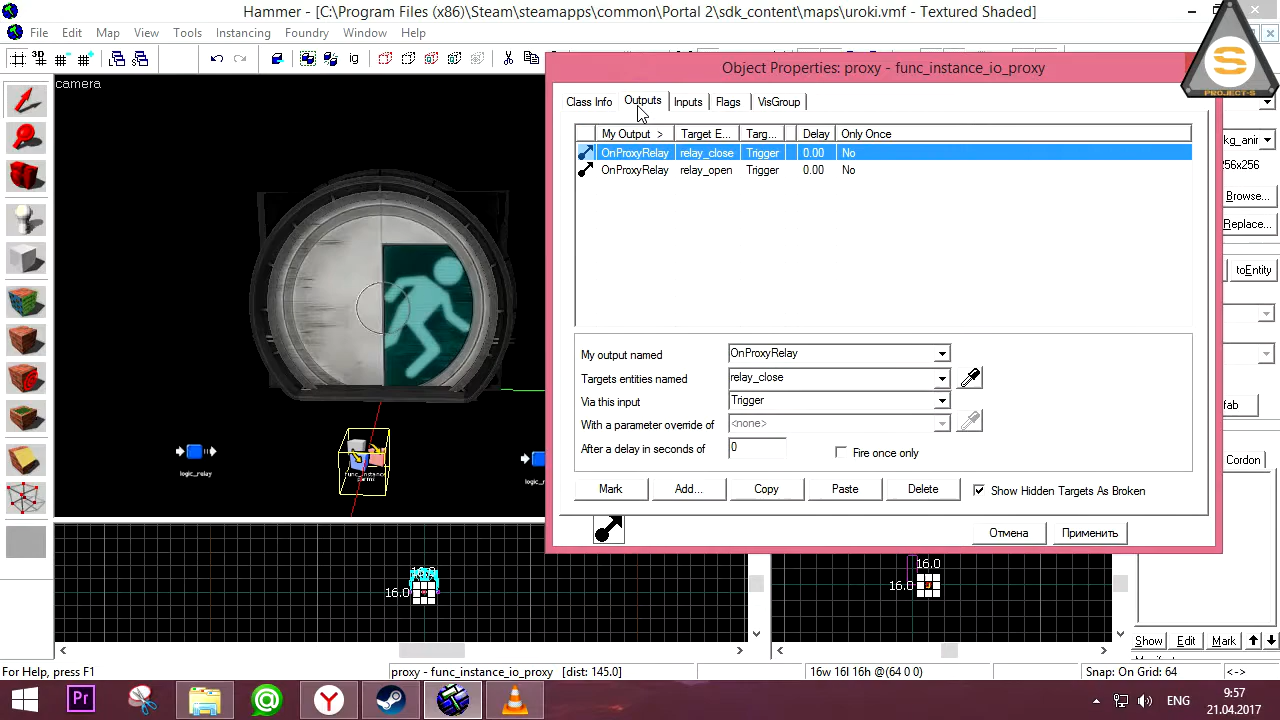 Hammer - [C:\Program Files (x86)\Steam\steamapps\common\Portal 2\sdk_content\maps\uroki.vmf - Textured Shaded]
File Edit Map View Tools Instancing Foundry Window Help
camera
Object Properties: proxy - func_instance_io_proxy
PROJECT-S
Class Info Outputs Inputs Flags VisGroup
My Output > Target E... Targ... Delay Only Once
OnProxyRelay relay_close Trigger 0.00 No
OnProxyRelay relay_open Trigger 0.00 No
256x256
Browse...
Replace...
toEntity
My output named OnProxyRelay
Targets entities named relay_close
Via this input Trigger
With a parameter override of <none>
After a delay in seconds of 0 Fire once only
Mark Add... Copy Paste Delete Show Hidden Targets As Broken
Отмена Применить
Cordon
logic_relay
16.0
16.0
16.0
Show Edit Mark
For Help, press F1 proxy - func_instance_io_proxy [dist: 145.0] 16w 16l 16h @(64 0 0) Snap: On Grid: 64 <->
Pr
ENG
9:57
21.04.2017